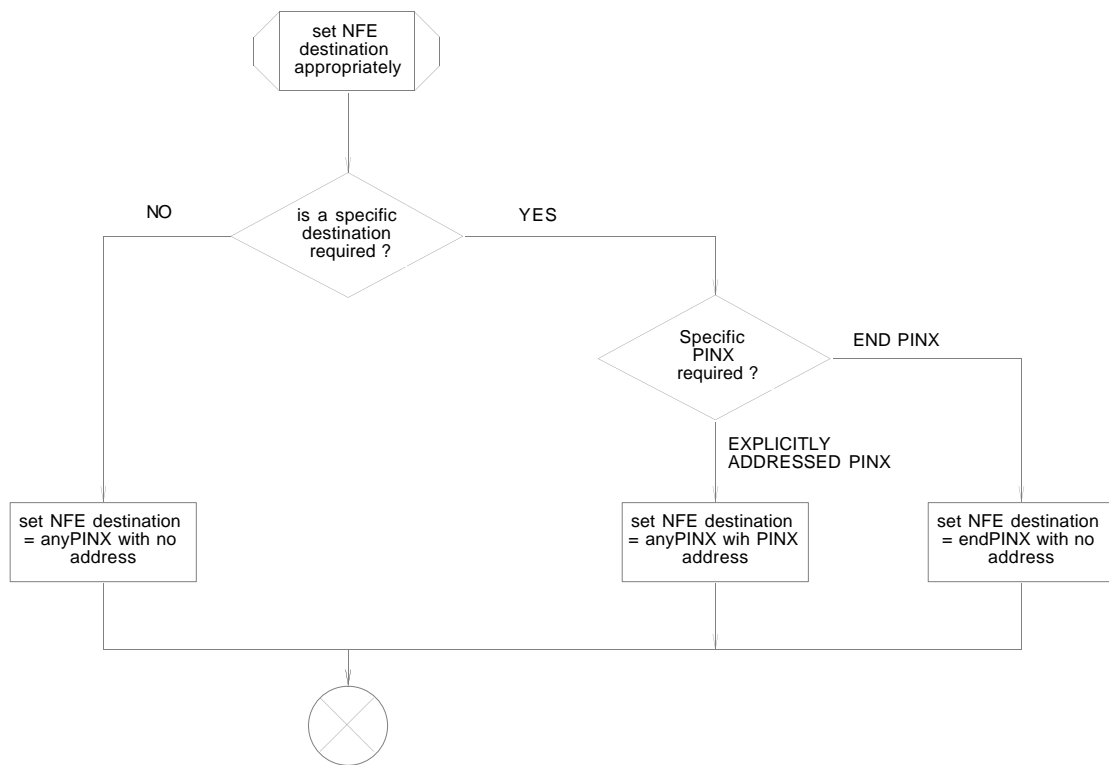 set NFE
destination
appropriately
NO
is a specific
destination
required ?
YES
Specific
PINX
required ?
END PINX
EXPLICITLY
ADDRESSED PINX
set NFE destination
= anyPINX with no
address
set NFE destination
= anyPINX wih PINX
address
set NFE destination
= endPINX with no
address